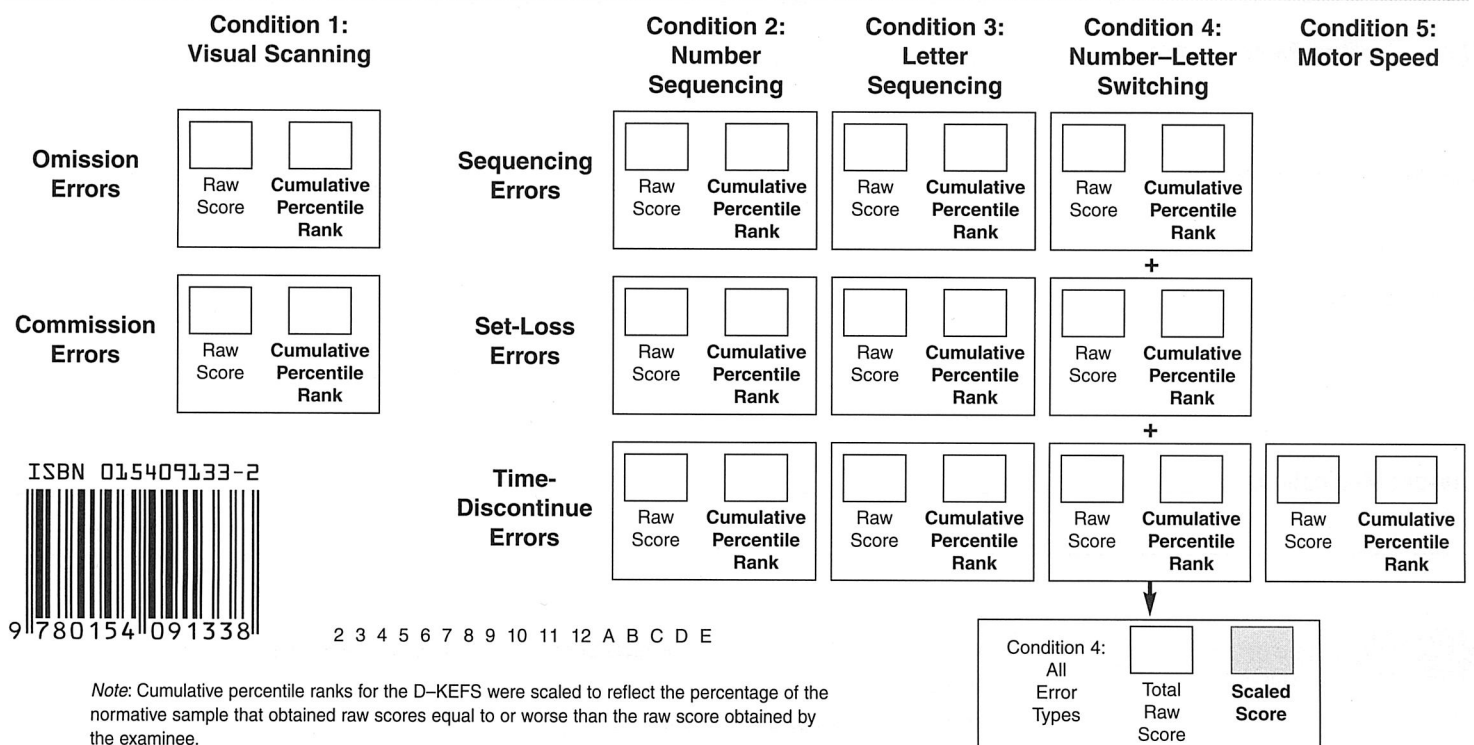 Condition 1:
Visual Scanning
Condition 2:
Number
Sequencing
Condition 3:
Letter
Sequencing
Condition 4:
Number–Letter
Switching
Condition 5:
Motor Speed
Omission
Errors
Raw
Score
Cumulative
Percentile
Rank
Sequencing
Errors
Raw
Score
Cumulative
Percentile
Rank
Raw
Score
Cumulative
Percentile
Rank
Raw
Score
Cumulative
Percentile
Rank
+
Commission
Errors
Raw
Score
Cumulative
Percentile
Rank
Set-Loss
Errors
Raw
Score
Cumulative
Percentile
Rank
Raw
Score
Cumulative
Percentile
Rank
Raw
Score
Cumulative
Percentile
Rank
+
Time-
Discontinue
Errors
Raw
Score
Cumulative
Percentile
Rank
Raw
Score
Cumulative
Percentile
Rank
Raw
Score
Cumulative
Percentile
Rank
Raw
Score
Cumulative
Percentile
Rank
ISBN 015409133-2
9 780154 091338
2 3 4 5 6 7 8 9 10 11 12 A B C D E
Condition 4:
All
Error
Types
Total
Raw
Score
Scaled
Score
Note: Cumulative percentile ranks for the D–KEFS were scaled to reflect the percentage of the
normative sample that obtained raw scores equal to or worse than the raw score obtained by
the examinee.